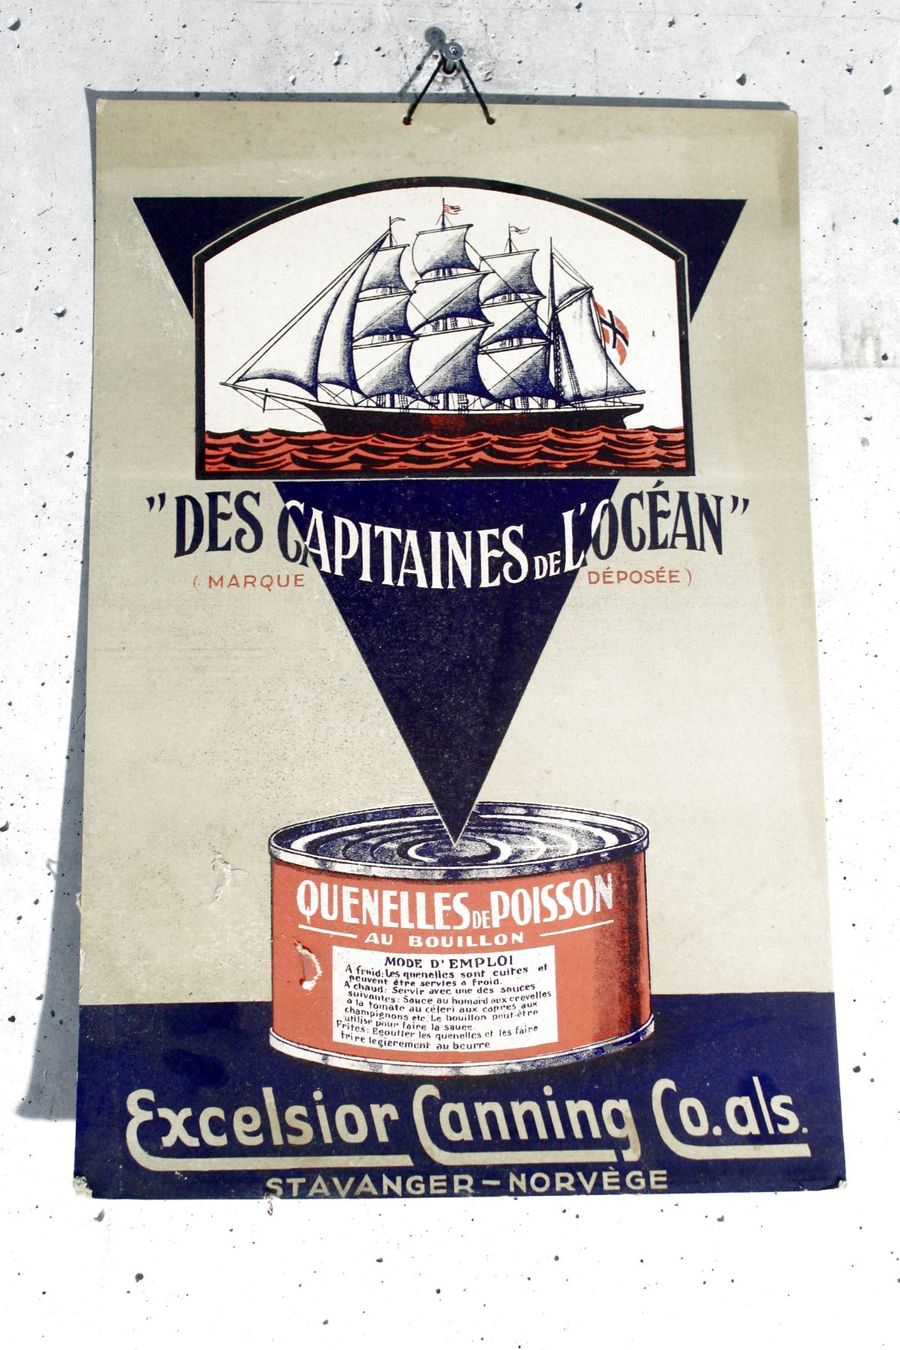 "DES CAPITAINES DE L'OCÉAN"
(MARQUE DÉPOSÉE)
QUENELLES DE POISSON
AU BOUILLON
MODE D'EMPLOI
A froid: Les quenelles sont cuites et
peuvent être servies à froid.
A chaud: Servir avec une des sauces
suivantes: Sauce au homard aux crevelles
à la tomate au céleri aux capres aux
champignons etc. Le bouillon peut-être
utilisé pour faire la sauce.
Frites: Egoutter les quenelles et les faire
frire legierement au beurre
Excelsior Canning Co. als.
STAVANGER – NORVÈGE